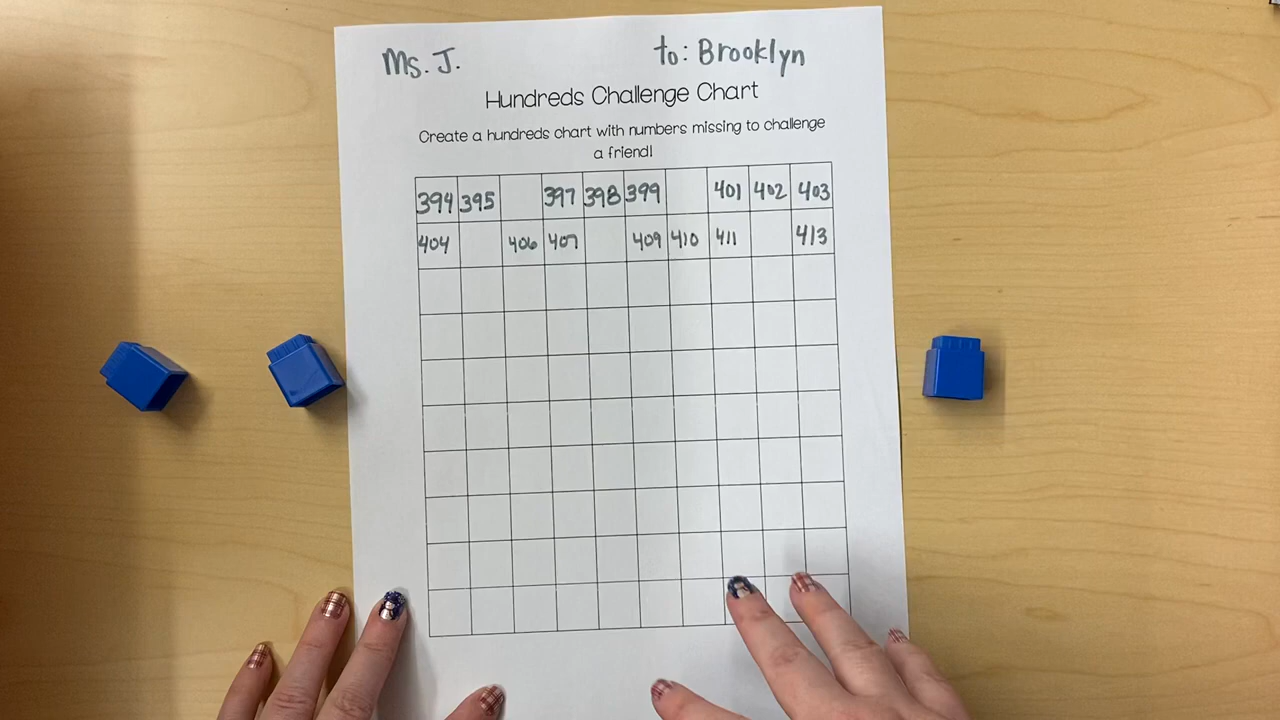 Ms. J. to: Brooklyn
Hundreds Challenge Chart
Create a hundreds chart with numbers missing to challenge
a friend!
394 395 397 398 399 401 402 403
404 406 407 409 410 411 413